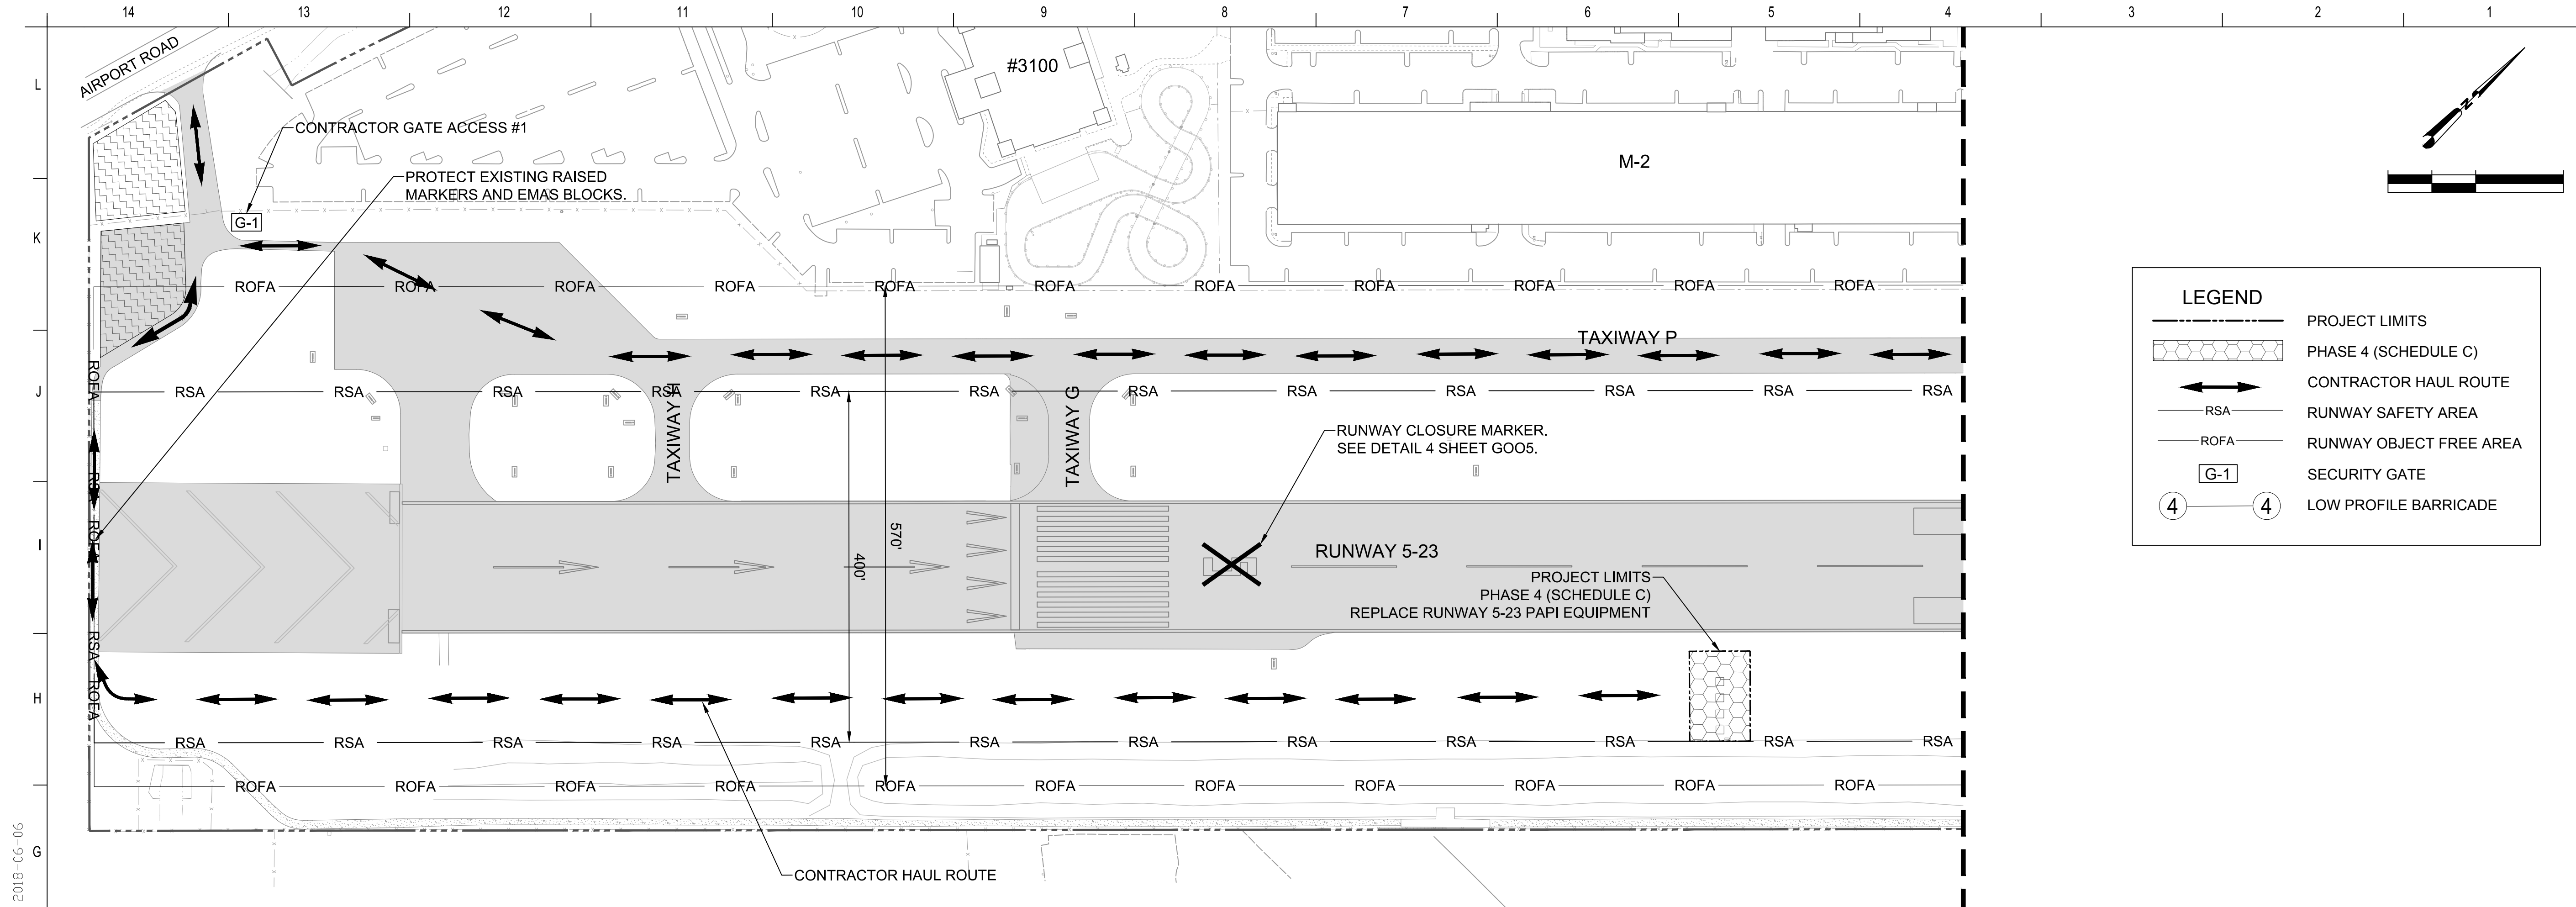 14 13 12 11 10 9 8 7 6 5 4 3 2 1
L
K
J
I
H
G
AIRPORT ROAD
#3100
CONTRACTOR GATE ACCESS #1
M-2
N
PROTECT EXISTING RAISED
MARKERS AND EMAS BLOCKS.
G-1
ROFA ROFA ROFA ROFA ROFA ROFA ROFA ROFA ROFA ROFA ROFA
TAXIWAY P
RSA RSA RSA RSA RSA RSA RSA RSA RSA RSA RSA RSA
TAXIWAY H
TAXIWAY G
ROFA
RSA
ROFA
RSA
ROFA
RUNWAY CLOSURE MARKER.
SEE DETAIL 4 SHEET GOO5.
570'
400'
RUNWAY 5-23
PROJECT LIMITS
PHASE 4 (SCHEDULE C)
REPLACE RUNWAY 5-23 PAPI EQUIPMENT
RSA RSA RSA RSA RSA RSA RSA RSA RSA RSA RSA RSA
ROFA ROFA ROFA ROFA ROFA ROFA ROFA ROFA ROFA ROFA ROFA
CONTRACTOR HAUL ROUTE
2018-06-06
LEGEND
PROJECT LIMITS
PHASE 4 (SCHEDULE C)
CONTRACTOR HAUL ROUTE
RSA RUNWAY SAFETY AREA
ROFA RUNWAY OBJECT FREE AREA
G-1 SECURITY GATE
4 4 LOW PROFILE BARRICADE